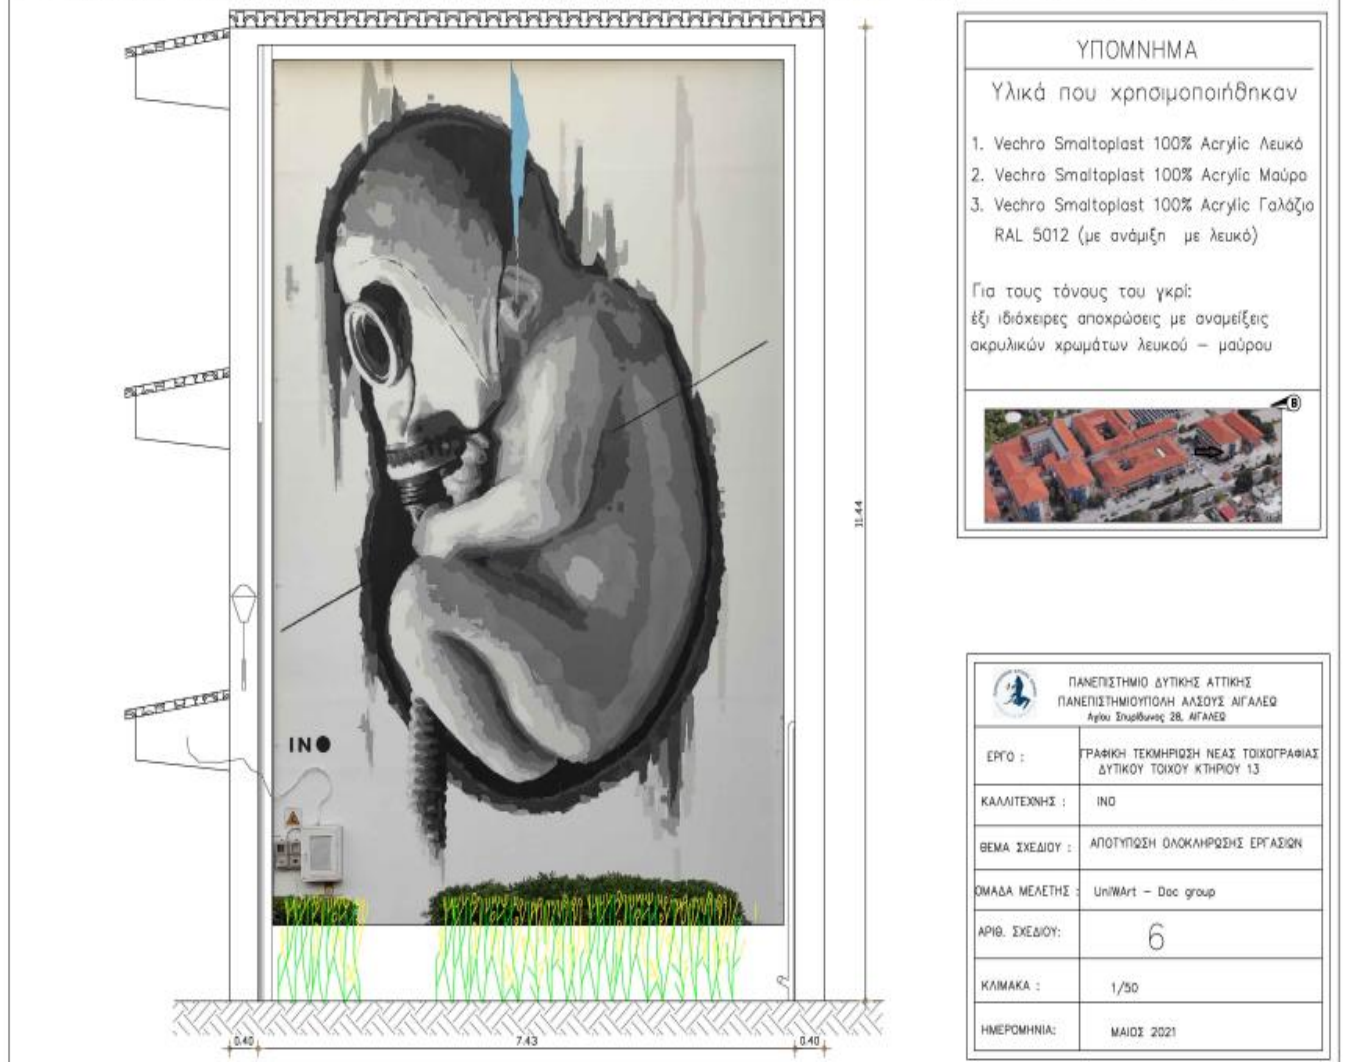 ΥΠΟΜΝΗΜΑ
Υλικά που χρησιμοποιήθηκαν
1. Vechro Smaltoplast 100% Acrylic Λευκό
2. Vechro Smaltoplast 100% Acrylic Μαύρο
3. Vechro Smaltoplast 100% Acrylic Γαλάζιο
RAL 5012 (με ανάμιξη με λευκό)
Για τους τόνους του γκρί:
έξι ιδιόχειρες αποχρώσεις με αναμείξεις
ακρυλικών χρωμάτων λευκού – μαύρου
B
11.44
INO
0.40
7.43
0.40
ΠΑΝΕΠΙΣΤΗΜΙΟ ΔΥΤΙΚΗΣ ΑΤΤΙΚΗΣ
ΠΑΝΕΠΙΣΤΗΜΙΟΥΠΟΛΗ ΑΛΣΟΥΣ ΑΙΓΑΛΕΩ
Αγίου Σπυρίδωνος 28, ΑΙΓΑΛΕΩ
ΕΡΓΟ : ΓΡΑΦΙΚΗ ΤΕΚΜΗΡΙΩΣΗ ΝΕΑΣ ΤΟΙΧΟΓΡΑΦΙΑΣ
ΔΥΤΙΚΟΥ ΤΟΙΧΟΥ ΚΤΗΡΙΟΥ 13
ΚΑΛΛΙΤΕΧΝΗΣ : INO
ΘΕΜΑ ΣΧΕΔΙΟΥ : ΑΠΟΤΥΠΩΣΗ ΟΛΟΚΛΗΡΩΣΗΣ ΕΡΓΑΣΙΩΝ
ΟΜΑΔΑ ΜΕΛΕΤΗΣ : UniWArt – Doc group
ΑΡΙΘ. ΣΧΕΔΙΟΥ: 6
ΚΛΙΜΑΚΑ : 1/50
ΗΜΕΡΟΜΗΝΙΑ: ΜΑΙΟΣ 2021